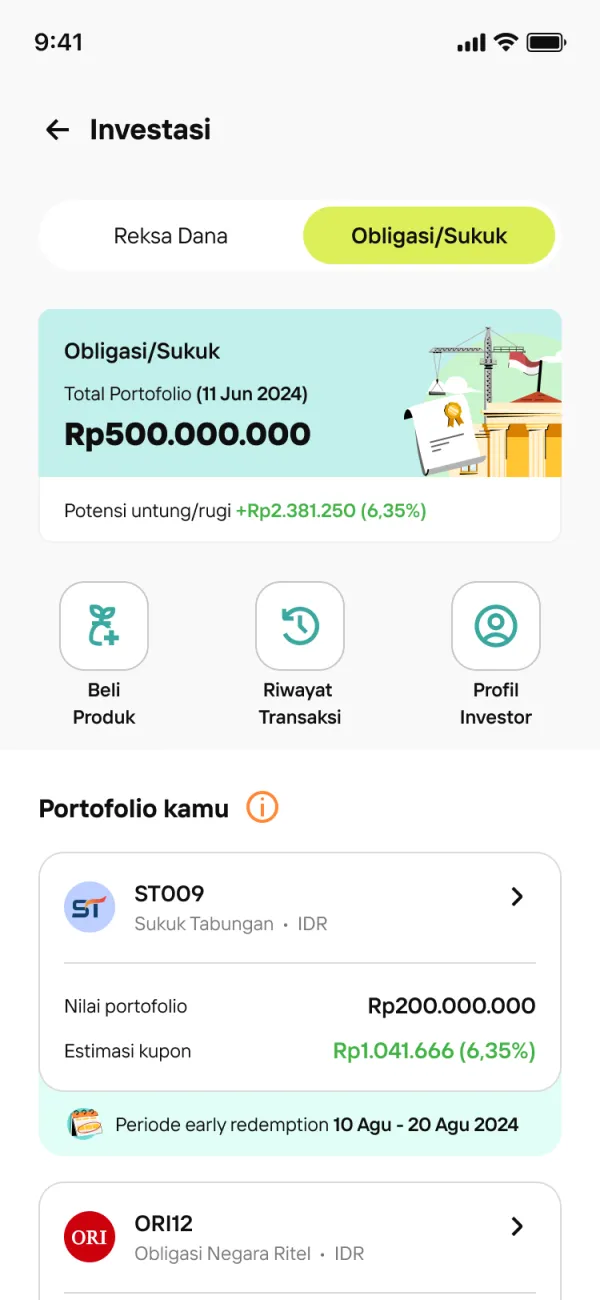 9:41
Investasi
Reksa Dana
Obligasi/Sukuk
Obligasi/Sukuk
Total Portofolio (11 Jun 2024)
Rp500.000.000
Potensi untung/rugi +Rp2.381.250 (6,35%)
Beli
Produk
Riwayat
Transaksi
Profil
Investor
Portofolio kamu
ST
ST009
Sukuk Tabungan • IDR
Nilai portofolio Rp200.000.000
Estimasi kupon Rp1.041.666 (6,35%)
Periode early redemption 10 Agu - 20 Agu 2024
ORI
ORI12
Obligasi Negara Ritel • IDR